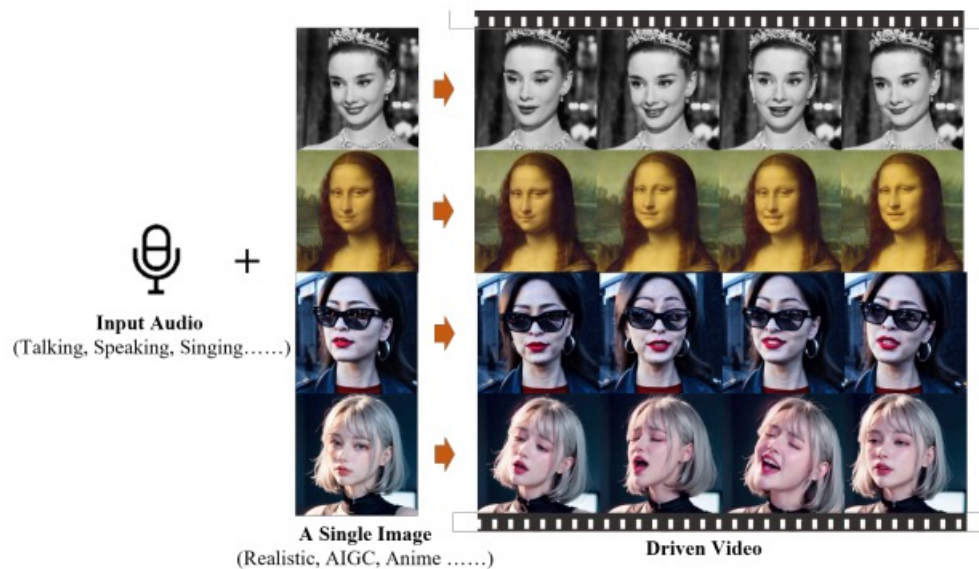 Input Audio
(Talking, Speaking, Singing……)
+
A Single Image
(Realistic, AIGC, Anime ……)
Driven Video